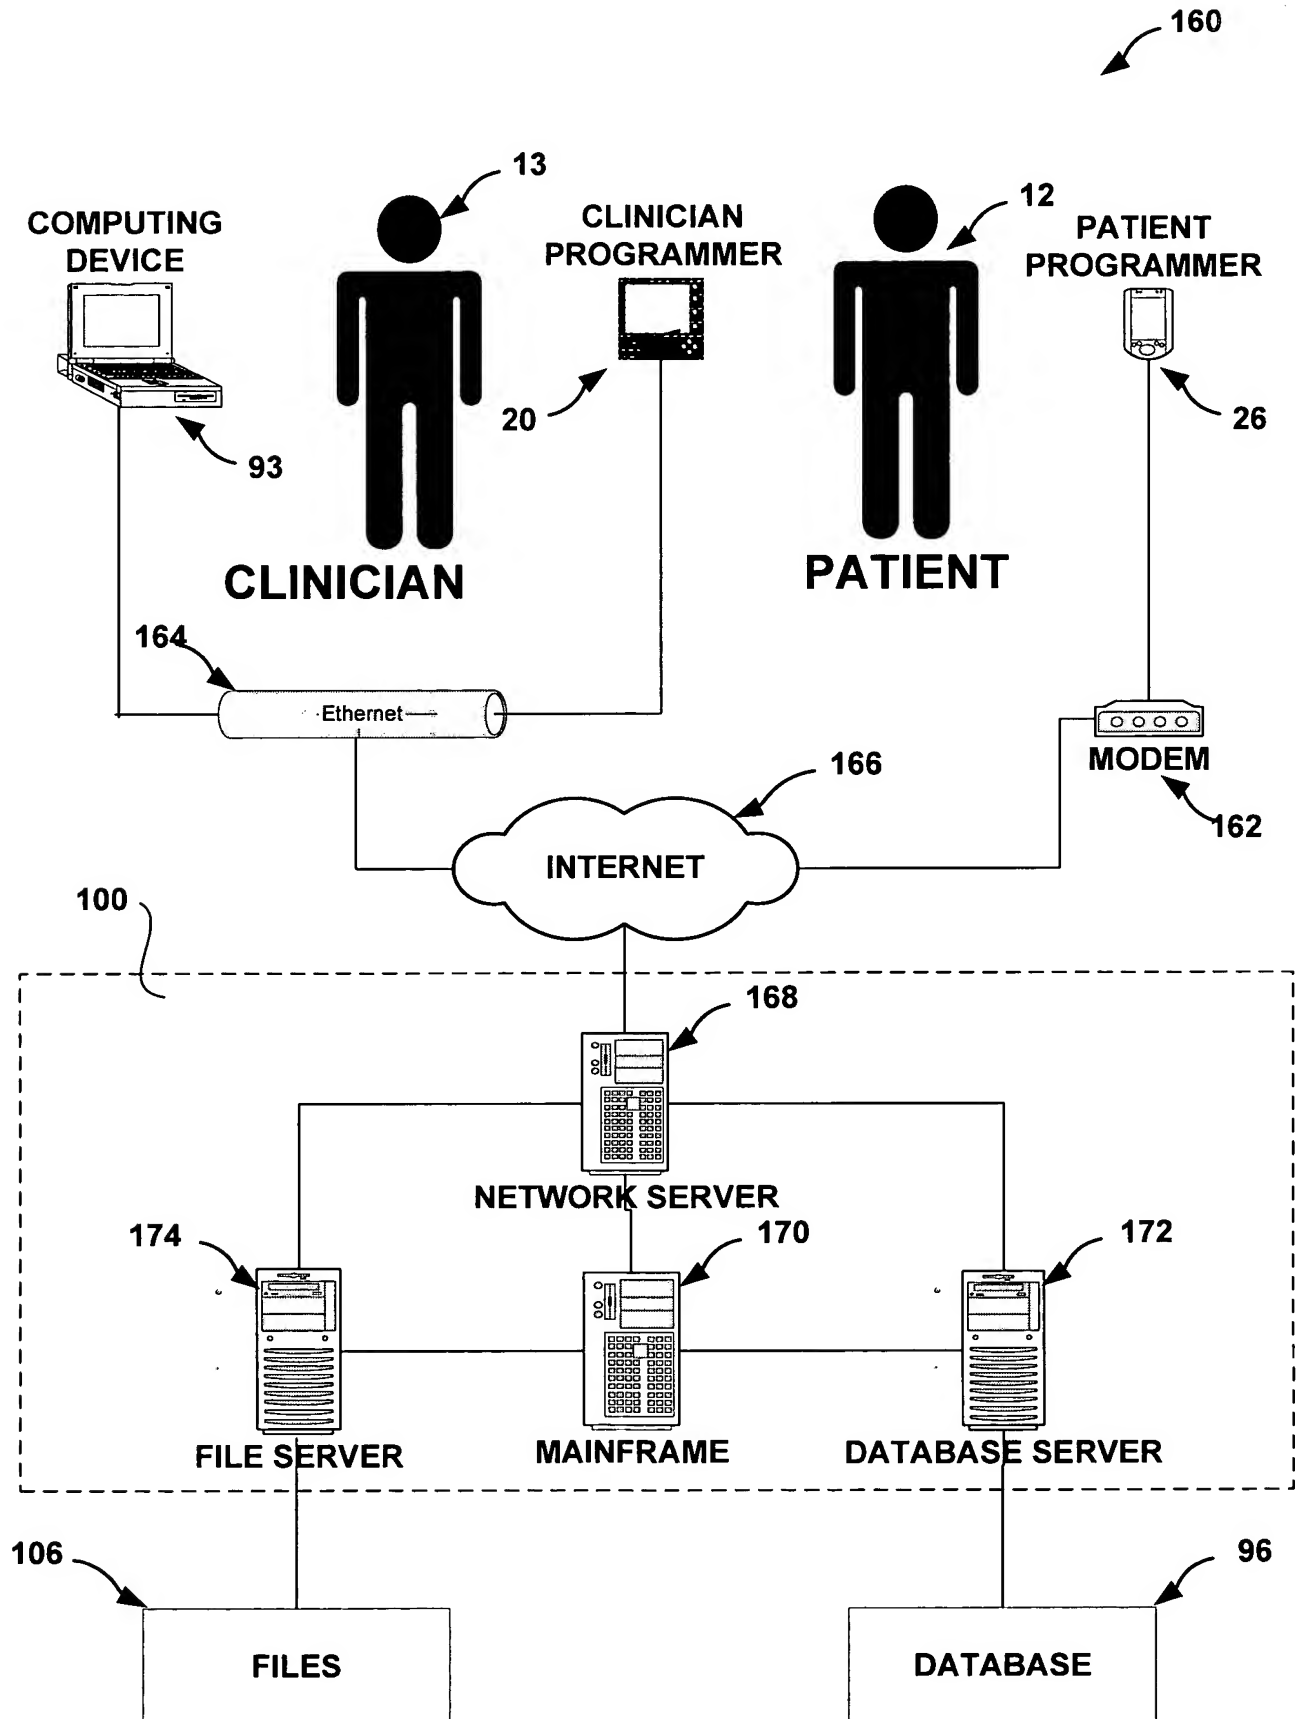 160
13
12
COMPUTING
DEVICE
CLINICIAN
PROGRAMMER
PATIENT
PROGRAMMER
20
26
93
CLINICIAN
PATIENT
164
Ethernet
MODEM
162
166
INTERNET
100
168
NETWORK SERVER
174
170
172
FILE SERVER
MAINFRAME
DATABASE SERVER
106
96
FILES
DATABASE